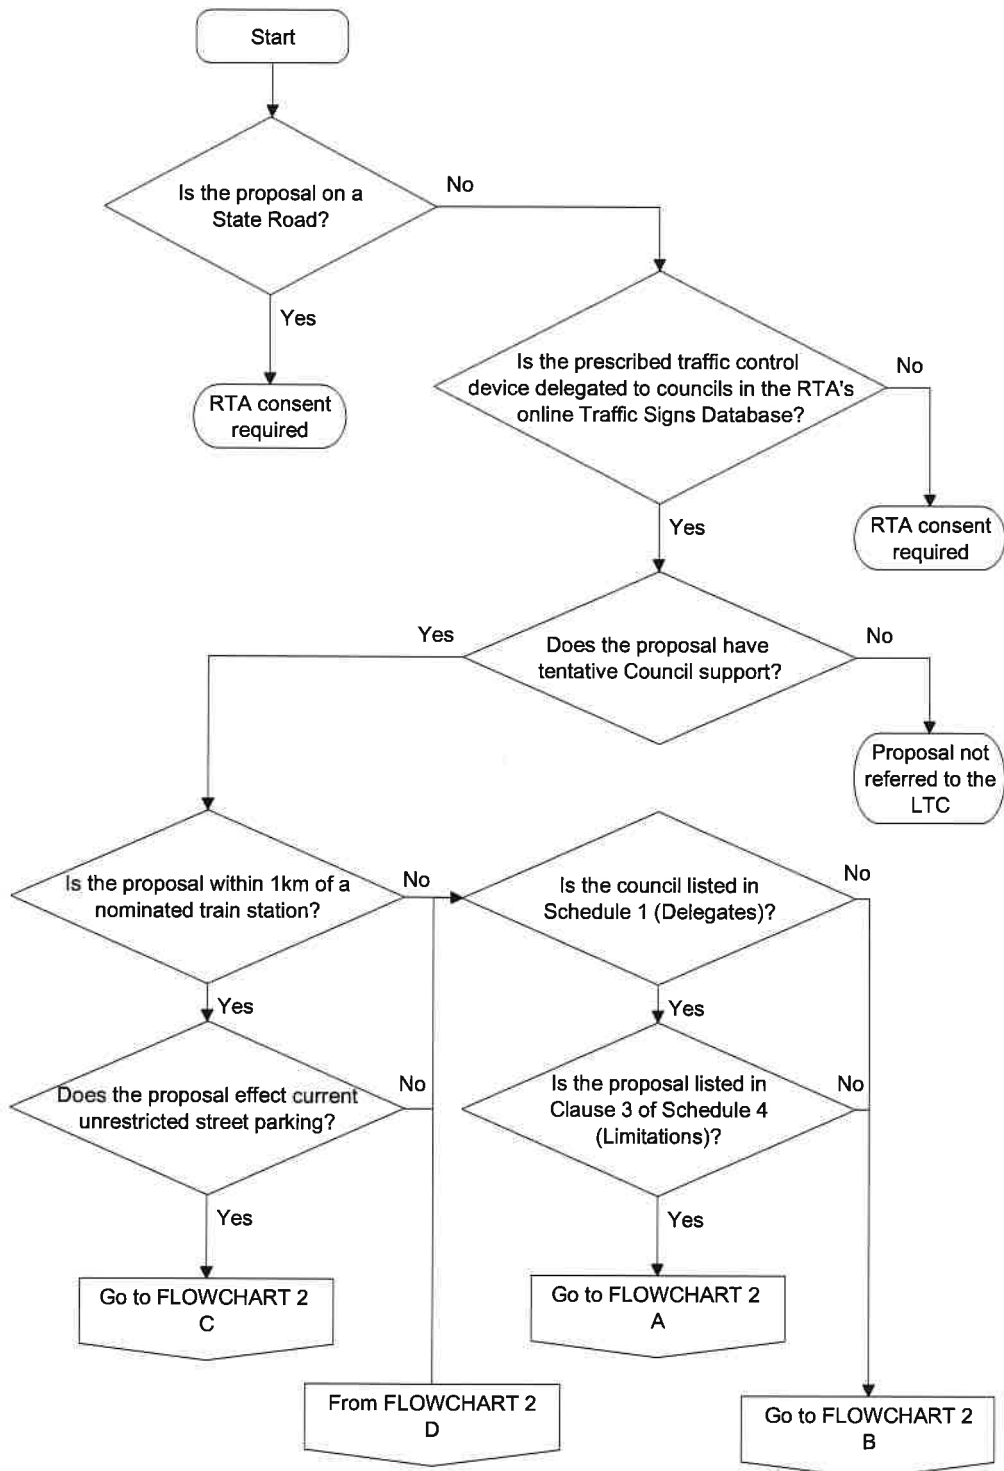 Start
Is the proposal on a
State Road?
No
Yes
RTA consent
required
Is the prescribed traffic control
device delegated to councils in the RTA's
online Traffic Signs Database?
No
RTA consent
required
Yes
Does the proposal have
tentative Council support?
Yes
No
Proposal not
referred to the
LTC
Is the proposal within 1km of a
nominated train station?
No
Is the council listed in
Schedule 1 (Delegates)?
No
Yes
Yes
Does the proposal effect current
unrestricted street parking?
No
Is the proposal listed in
Clause 3 of Schedule 4
(Limitations)?
No
Yes
Yes
Go to FLOWCHART 2
C
Go to FLOWCHART 2
A
From FLOWCHART 2
D
Go to FLOWCHART 2
B